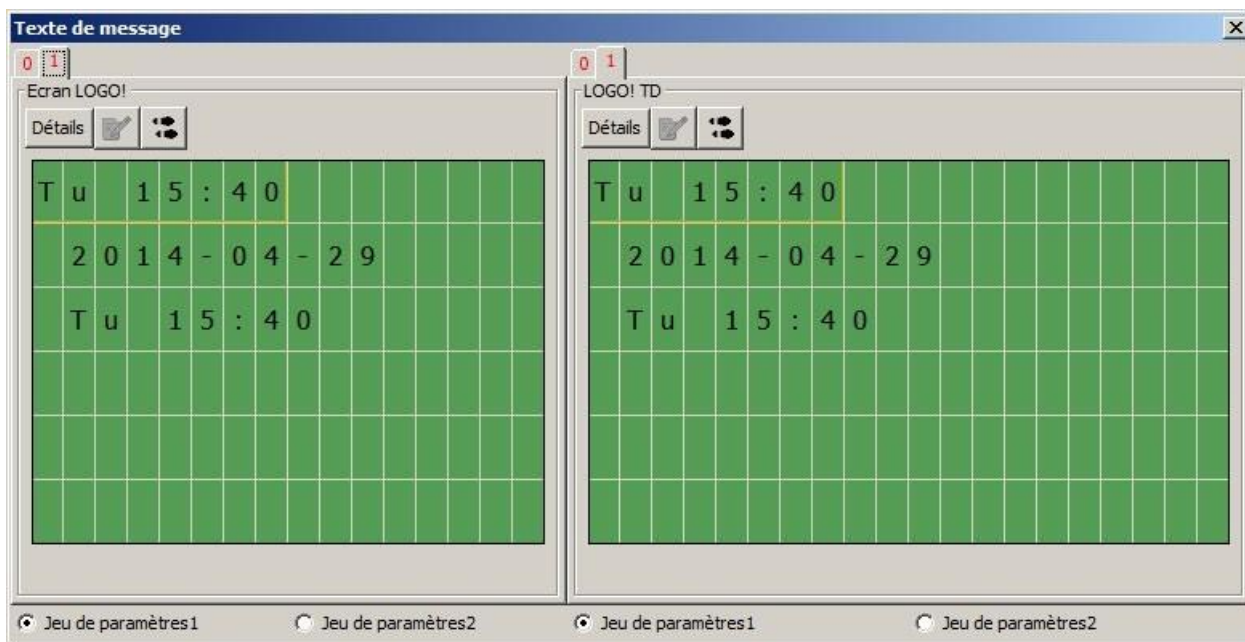 Texte de message
0 1
Ecran LOGO!
Détails
Tu 15:40
2014-04-29
Tu 15:40
Jeu de paramètres1 Jeu de paramètres2
0 1
LOGO! TD
Détails
Tu 15:40
2014-04-29
Tu 15:40
Jeu de paramètres1 Jeu de paramètres2